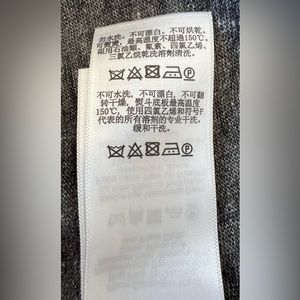 勿水洗,不可漂白,不可烘乾,
可熨燙,最高溫度不超過150℃,
可用石油類、氟素、四氯乙烯、
三氯乙烷乾洗溶劑清洗。
不可水洗,不可漂白,不可翻
转干燥,熨斗底板最高温度
150℃,使用四氯乙烯和符号F
代表的所有溶剂的专业干洗,
缓和干洗。